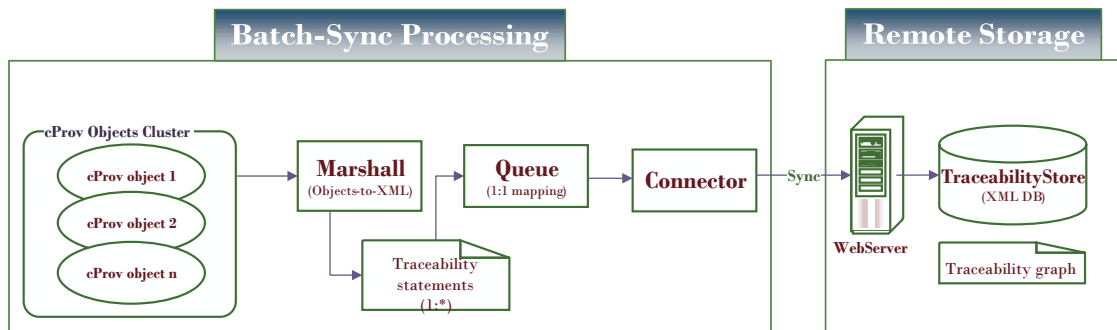 Batch-Sync Processing
Remote Storage
cProv Objects Cluster
cProv object 1
cProv object 2
cProv object n
Marshall
(Objects-to-XML)
Traceability
statements
(1:*)
Queue
(1:1 mapping)
Connector
Sync
WebServer
TraceabilityStore
(XML DB)
Traceability graph